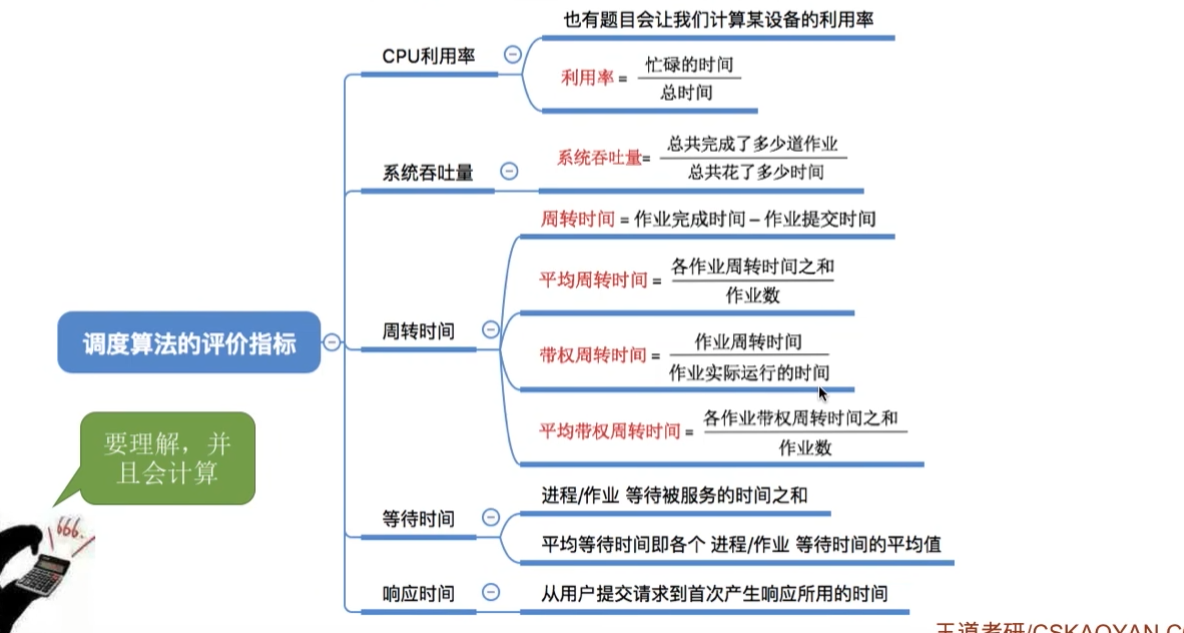 也有题目会让我们计算某设备的利用率
CPU利用率
利用率 = 忙碌的时间
总时间
系统吞吐量
系统吞吐量= 总共完成了多少道作业
总共花了多少时间
周转时间 = 作业完成时间 – 作业提交时间
平均周转时间 = 各作业周转时间之和
作业数
周转时间
带权周转时间 = 作业周转时间
作业实际运行的时间
平均带权周转时间 = 各作业带权周转时间之和
作业数
调度算法的评价指标
要理解，并
且会计算
666
等待时间
进程/作业 等待被服务的时间之和
平均等待时间即各个 进程/作业 等待时间的平均值
响应时间
从用户提交请求到首次产生响应所用的时间
王道考研/CSKAOYAN.C